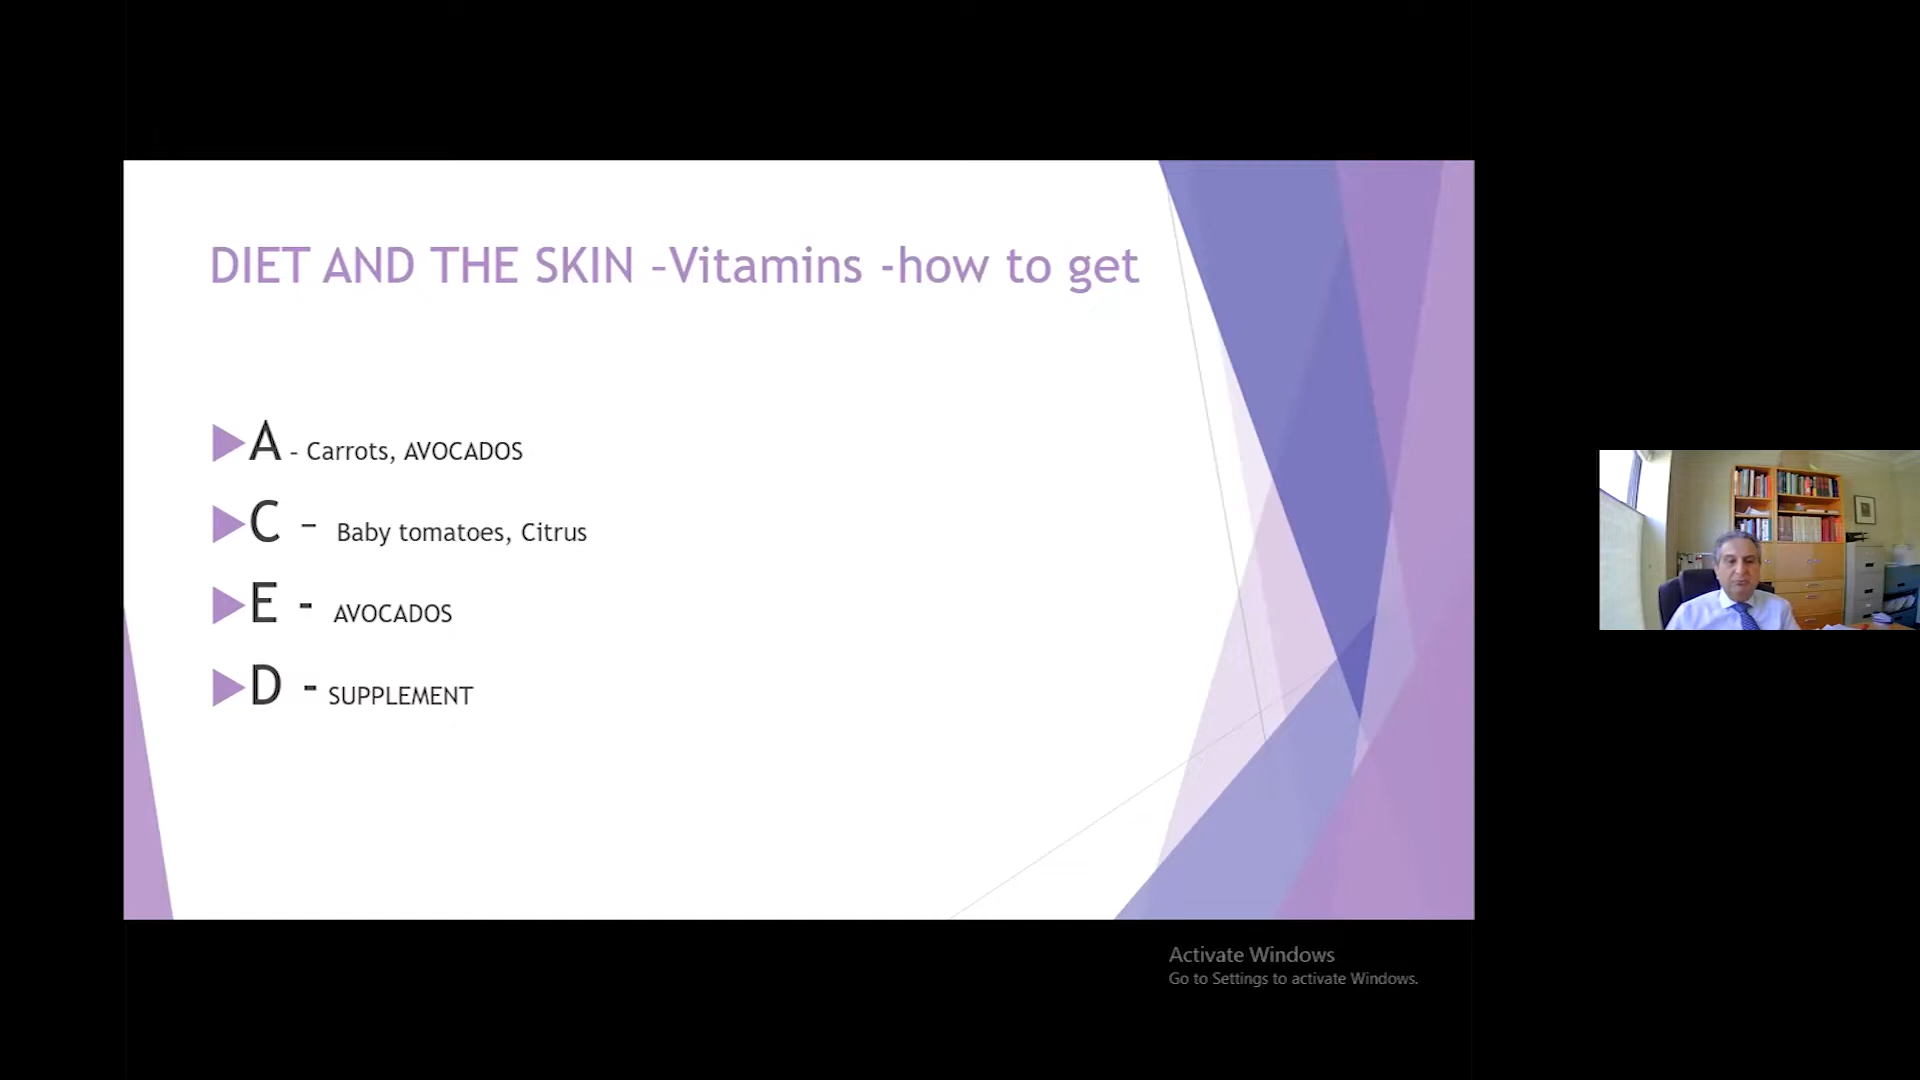 DIET AND THE SKIN –Vitamins -how to get
A - Carrots, AVOCADOS
C – Baby tomatoes, Citrus
E - AVOCADOS
D - SUPPLEMENT
Activate Windows
Go to Settings to activate Windows.